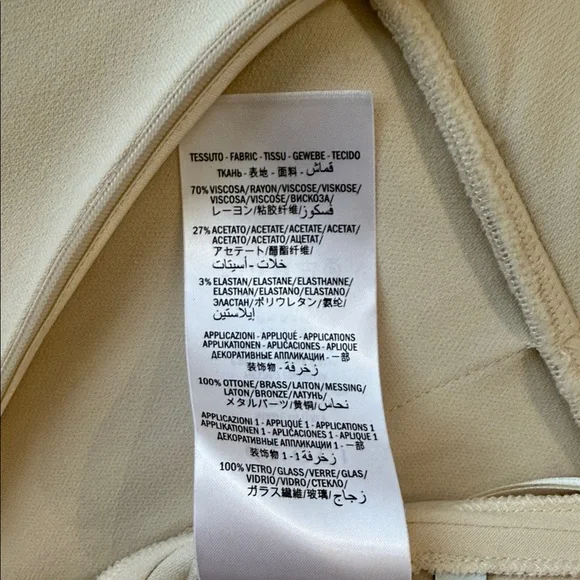 TESSUTO - FABRIC - TISSU - GEWEBE - TECIDO
ТКАНЬ - 表地 - 面料 - قماش
70% VISCOSA/RAYON/VISCOSE/VISKOSE/
VISCOSA/VISCOSE/ВИСКОЗА/
レーヨン/粘胶纤维/فسكوز
27% ACETATO/ACETATE/ACETATE/ACETAT/
ACETATO/ACETATO/АЦЕТАТ/
アセテート/醋酯纤维/
خلات - أسيتات
3% ELASTAN/ELASTANE/ELASTHANNE/
ELASTHAN/ELASTANO/ELASTANO/
ЭЛАСТАН/ポリウレタン/氨纶/
إيلاستين
APPLICAZIONI - APPLIQUÉ - APPLICATIONS
APPLIKATIONEN - APLICACIONES - APLIQUE
ДЕКОРАТИВНЫЕ АППЛИКАЦИИ - 一部
装饰物 - زخرفة
100% OTTONE/BRASS/LAITON/MESSING/
LATON/BRONZE/ЛАТУНЬ/
メタルパーツ/黄铜/نحاس
APPLICAZIONI 1 - APPLIQUÉ 1 - APPLICATIONS 1
APPLIKATIONEN 1 - APLICACIONES 1 - APLIQUE 1
ДЕКОРАТИВНЫЕ АППЛИКАЦИИ 1 - 一部
装饰物 1 - زخرفة 1
100% VETRO/GLASS/VERRE/GLAS/
VIDRIO/VIDRO/СТЕКЛО/
ガラス繊維/玻璃/زجاج